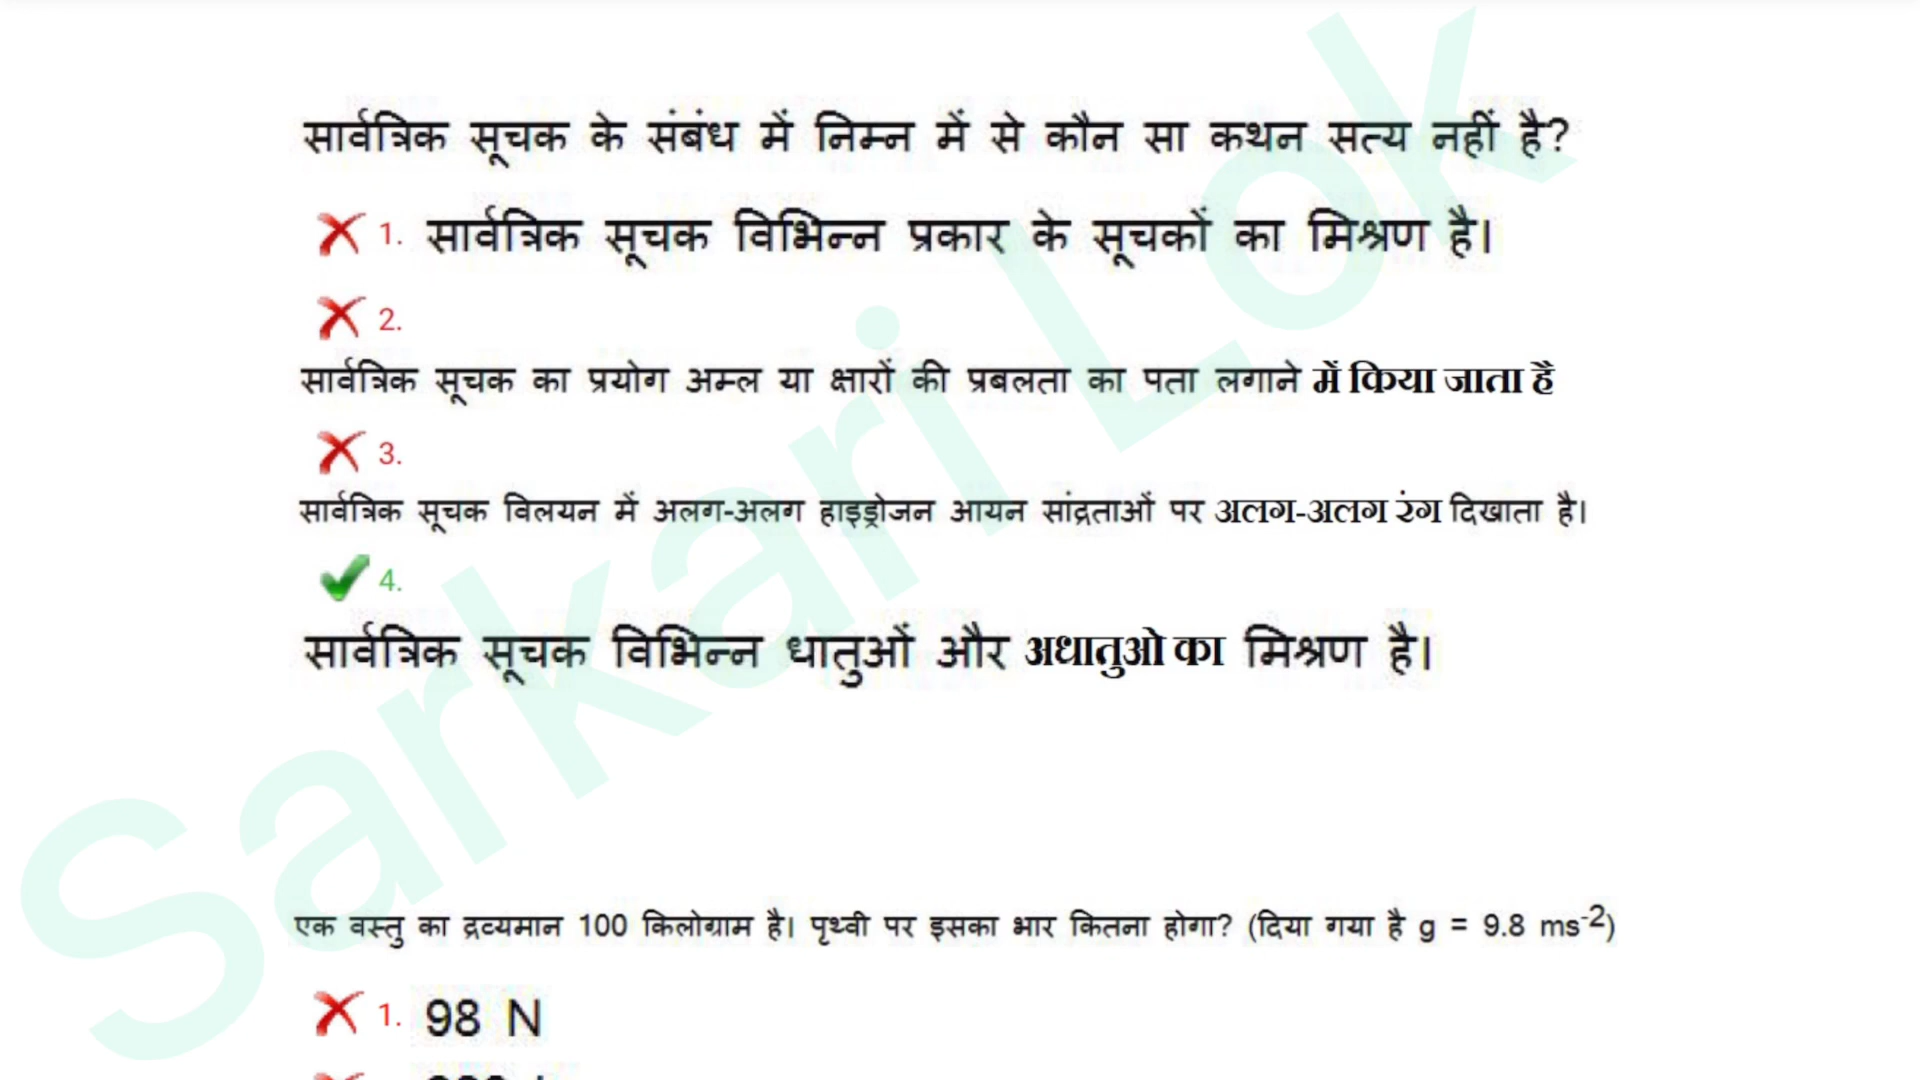 सार्वत्रिक सूचक के संबंध में निम्न में से कौन सा कथन सत्य नहीं है?
1. सार्वत्रिक सूचक विभिन्न प्रकार के सूचकों का मिश्रण है।
2.
सार्वत्रिक सूचक का प्रयोग अम्ल या क्षारों की प्रबलता का पता लगाने में किया जाता है
3.
सार्वत्रिक सूचक विलयन में अलग-अलग हाइड्रोजन आयन सांद्रताओं पर अलग-अलग रंग दिखाता है।
4.
सार्वत्रिक सूचक विभिन्न धातुओं और अधातुओ का मिश्रण है।
एक वस्तु का द्रव्यमान 100 किलोग्राम है। पृथ्वी पर इसका भार कितना होगा? (दिया गया है g = 9.8 ms-2)
1. 98 N
Sarkari Lok